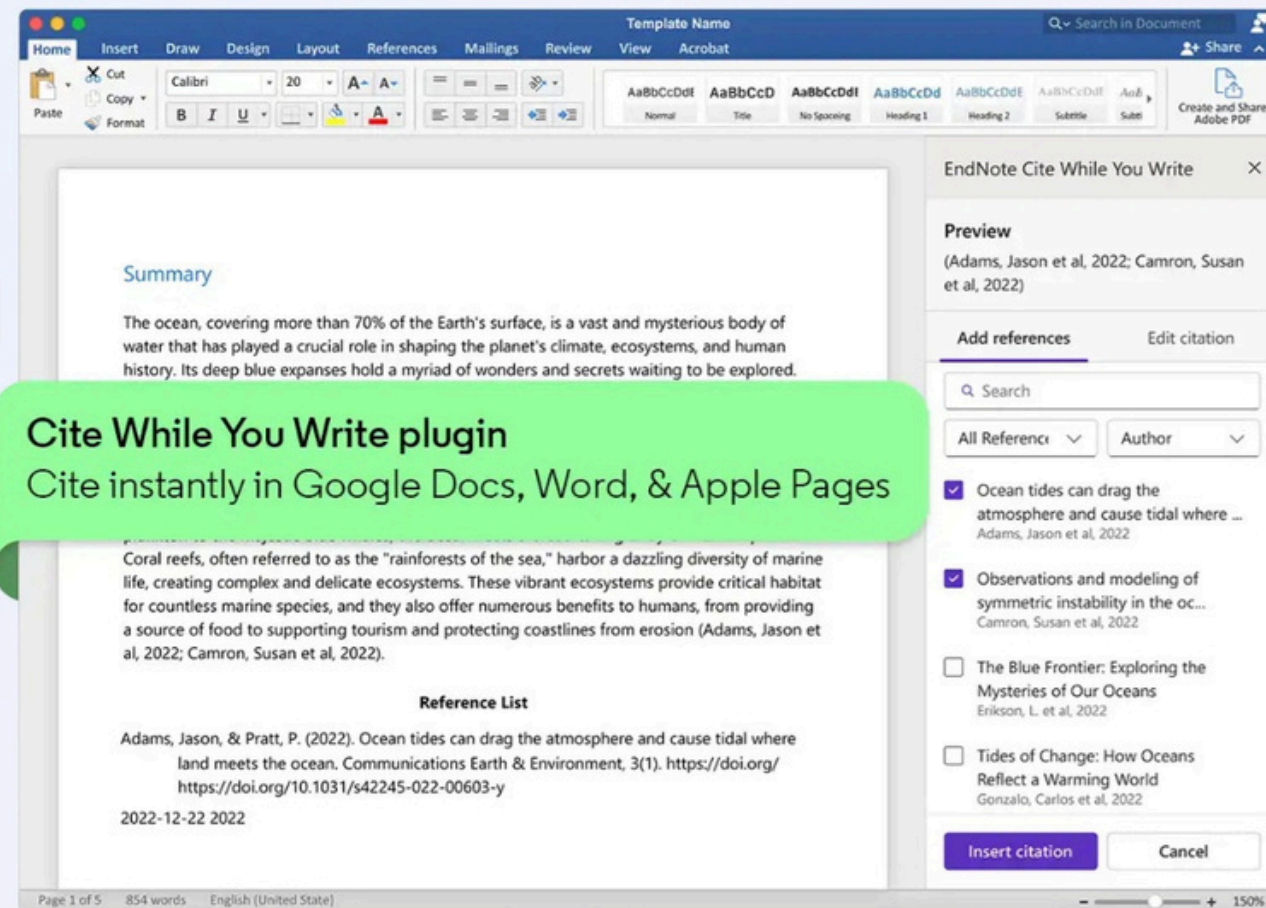 Template Name
Search in Document
Home Insert Draw Design Layout References Mailings Review View Acrobat
Share
Paste
Cut
Copy
Format
Calibri 20 A A
B I U A
AaBbCcDdE AaBbCcD AaBbCcDdI AaBbCcDd AaBbCcDdE AaBbCcDdI AaB
Normal Title No Spaceing Heading 1 Heading 2 Subtitle Subti
Create and Share
Adobe PDF
Summary
The ocean, covering more than 70% of the Earth's surface, is a vast and mysterious body of
water that has played a crucial role in shaping the planet's climate, ecosystems, and human
history. Its deep blue expanses hold a myriad of wonders and secrets waiting to be explored.
Cite While You Write plugin
Cite instantly in Google Docs, Word, & Apple Pages
Coral reefs, often referred to as the "rainforests of the sea," harbor a dazzling diversity of marine
life, creating complex and delicate ecosystems. These vibrant ecosystems provide critical habitat
for countless marine species, and they also offer numerous benefits to humans, from providing
a source of food to supporting tourism and protecting coastlines from erosion (Adams, Jason et
al, 2022; Camron, Susan et al, 2022).
Reference List
Adams, Jason, & Pratt, P. (2022). Ocean tides can drag the atmosphere and cause tidal where
land meets the ocean. Communications Earth & Environment, 3(1). https://doi.org/
https://doi.org/10.1031/s42245-022-00603-y
2022-12-22 2022
EndNote Cite While You Write
Preview
(Adams, Jason et al, 2022; Camron, Susan
et al, 2022)
Add references Edit citation
Search
All Referenc Author
Ocean tides can drag the
atmosphere and cause tidal where ...
Adams, Jason et al, 2022
Observations and modeling of
symmetric instability in the oc...
Camron, Susan et al, 2022
The Blue Frontier: Exploring the
Mysteries of Our Oceans
Erikson, L. et al, 2022
Tides of Change: How Oceans
Reflect a Warming World
Gonzalo, Carlos et al, 2022
Insert citation Cancel
Page 1 of 5 854 words English (United State) 150%